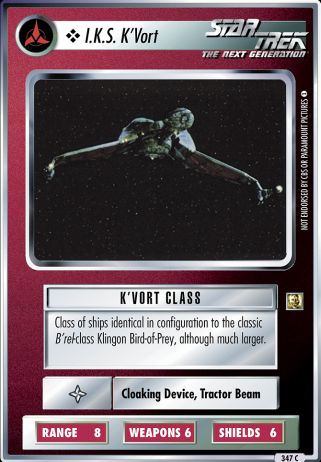 ❖ I.K.S. K'Vort
STAR TREK
THE NEXT GENERATION
NOT ENDORSED BY CBS OR PARAMOUNT PICTURES
K'VORT CLASS
Class of ships identical in configuration to the classic
B'rel-class Klingon Bird-of-Prey, although much larger.
Cloaking Device, Tractor Beam
RANGE 8 WEAPONS 6 SHIELDS 6
347 C